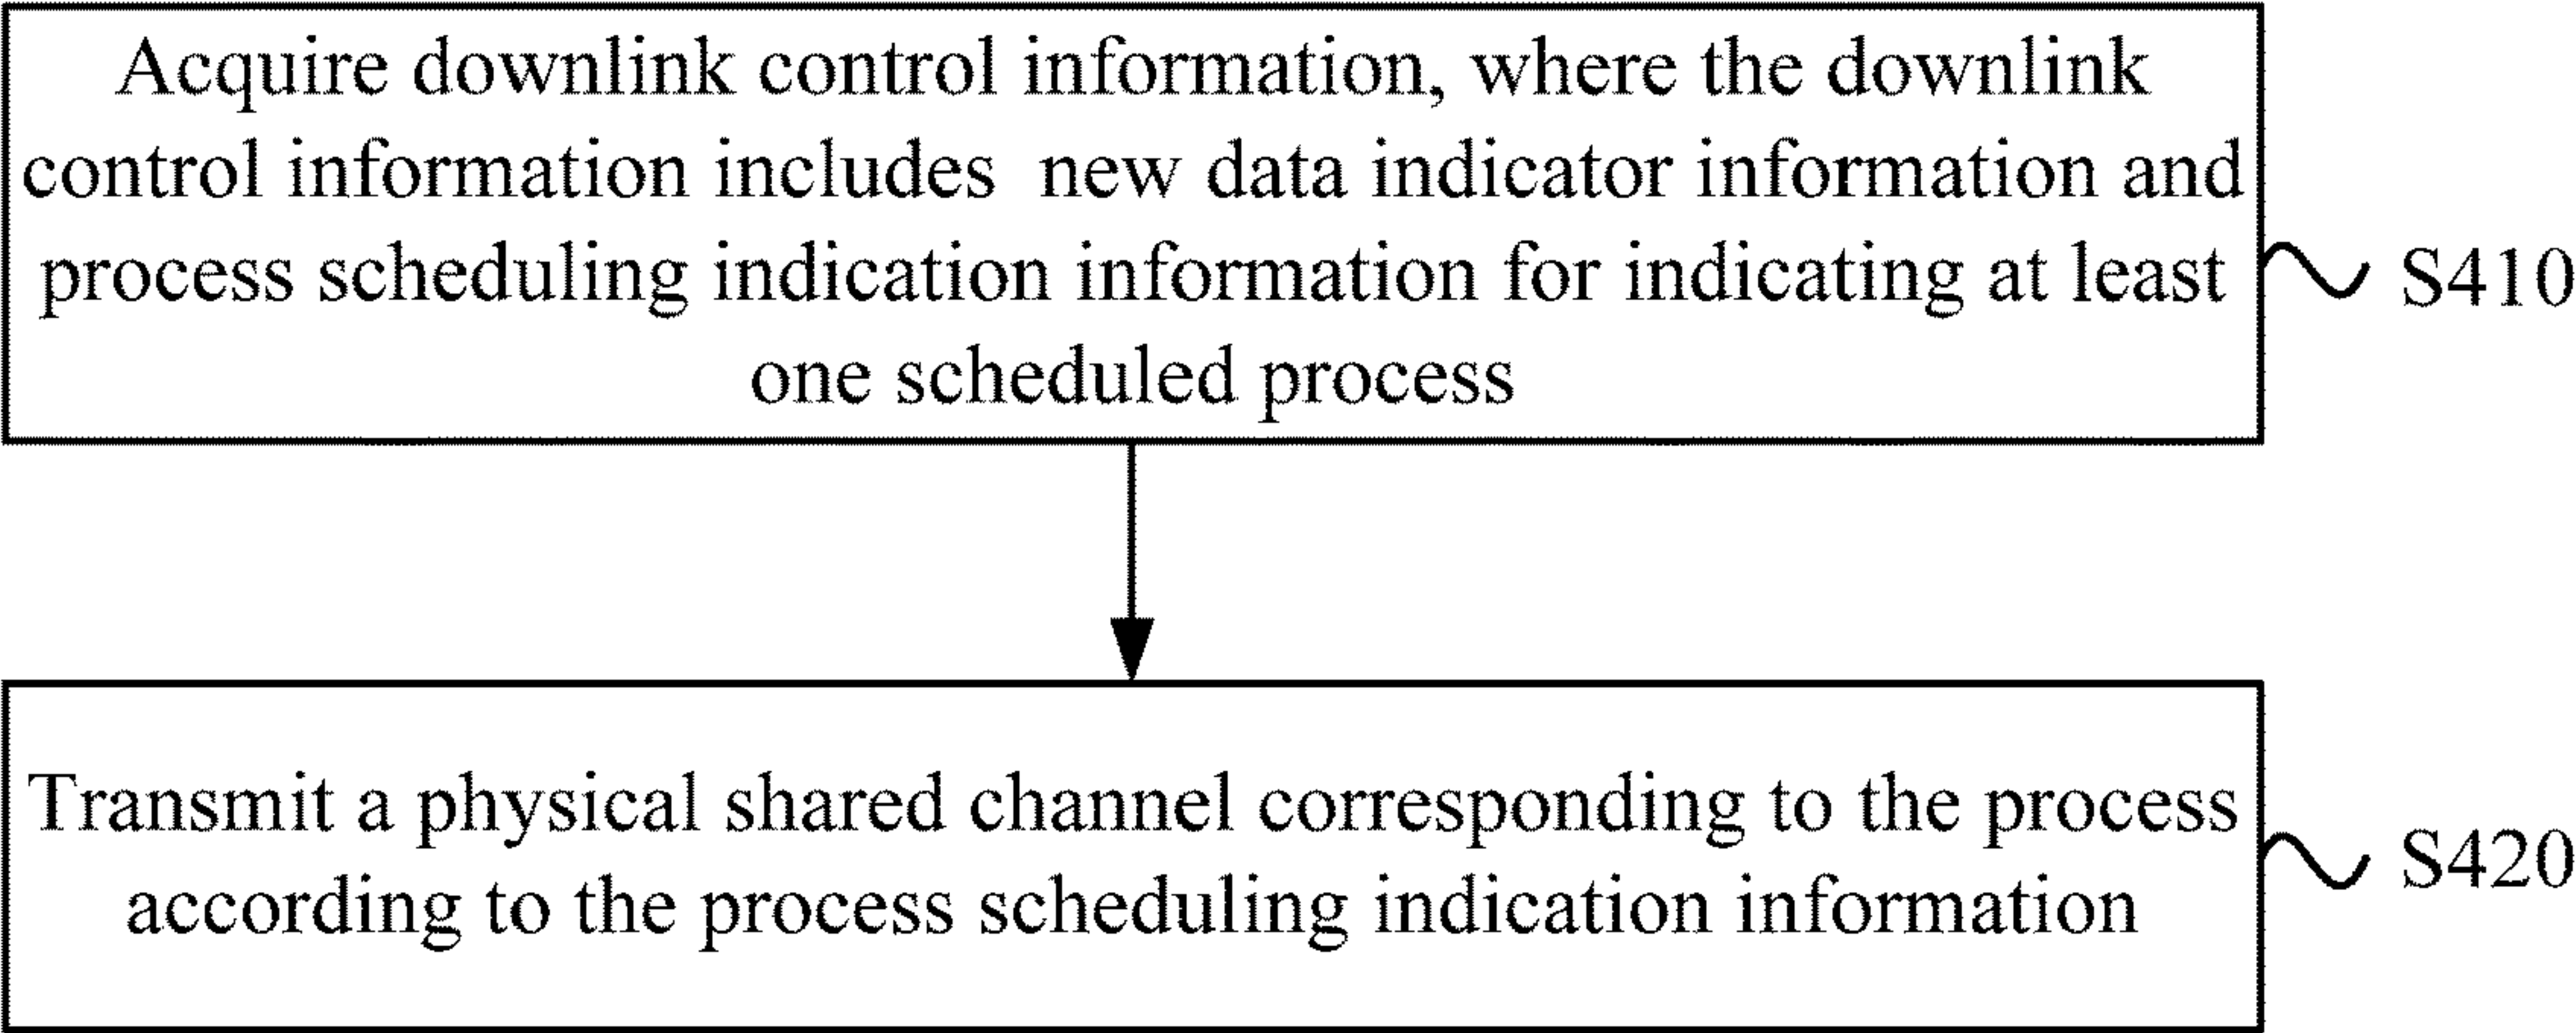 Acquire downlink control information, where the downlink
control information includes new data indicator information and
process scheduling indication information for indicating at least
one scheduled process
S410
Transmit a physical shared channel corresponding to the process
according to the process scheduling indication information
S420